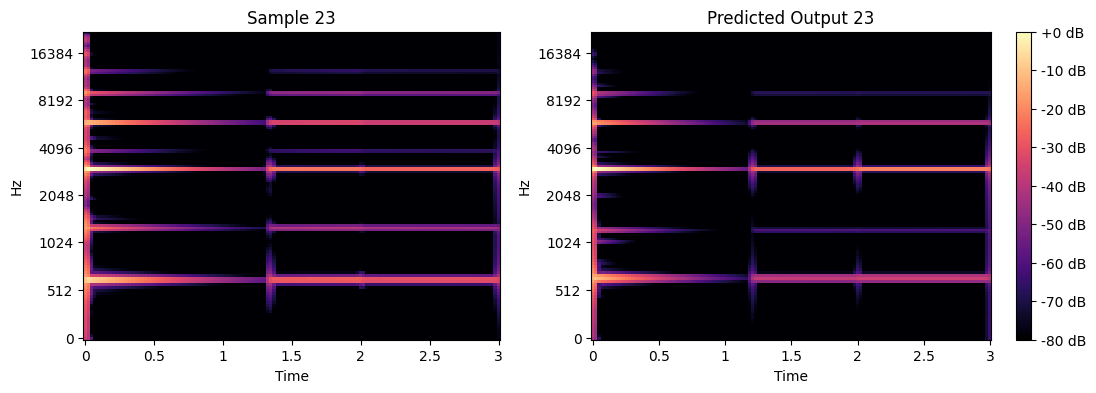 Sample 23
Predicted Output 23
Hz
16384
8192
4096
2048
1024
512
0
0
0.5
1
1.5
2
2.5
3
Time
Hz
16384
8192
4096
2048
1024
512
0
0
0.5
1
1.5
2
2.5
3
Time
+0 dB
-10 dB
-20 dB
-30 dB
-40 dB
-50 dB
-60 dB
-70 dB
-80 dB